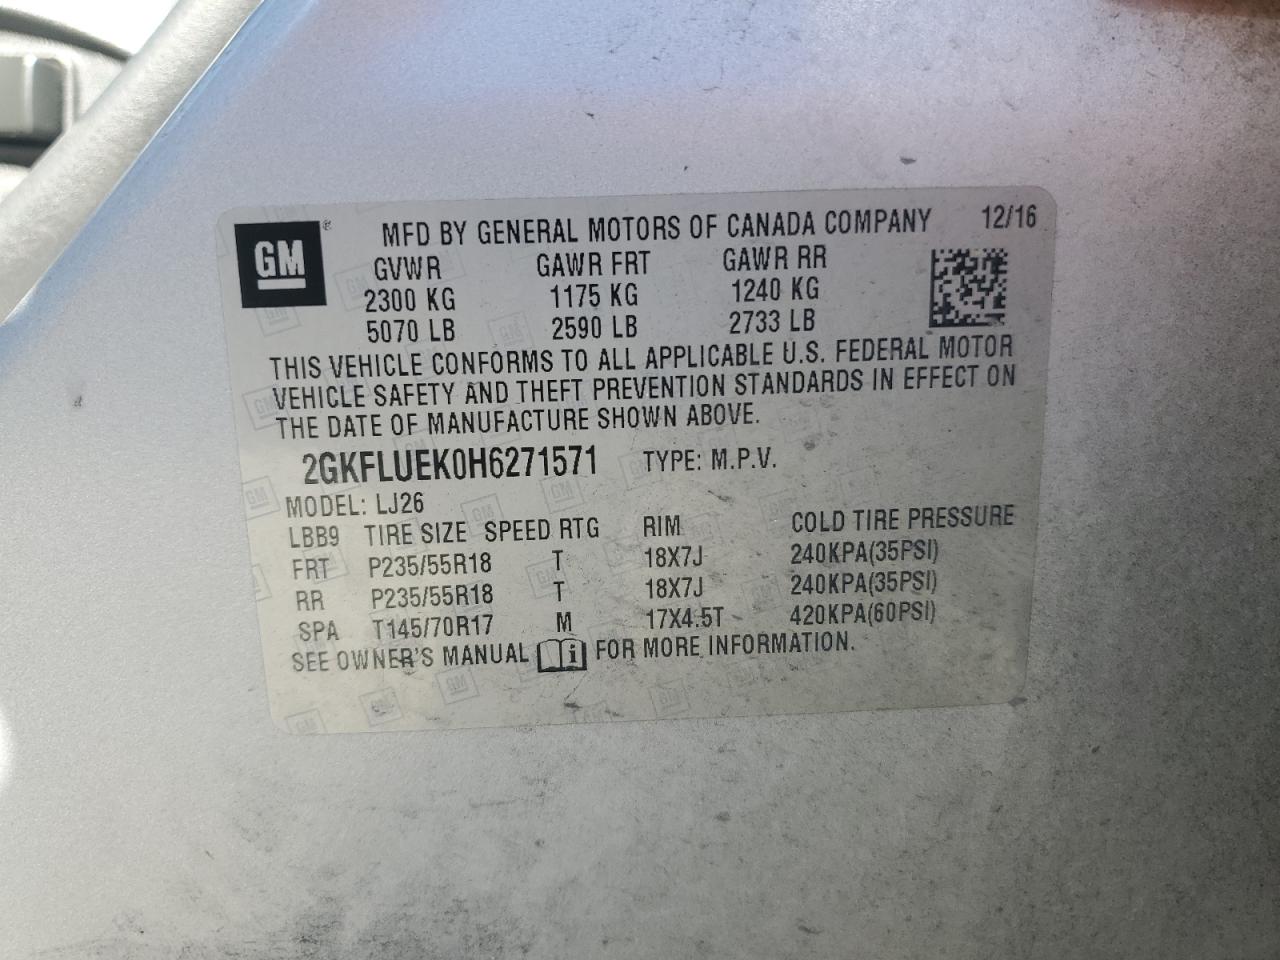 GM ® MFD BY GENERAL MOTORS OF CANADA COMPANY 12/16
GVWR GAWR FRT GAWR RR
2300 KG 1175 KG 1240 KG
5070 LB 2590 LB 2733 LB
THIS VEHICLE CONFORMS TO ALL APPLICABLE U.S. FEDERAL MOTOR
VEHICLE SAFETY AND THEFT PREVENTION STANDARDS IN EFFECT ON
THE DATE OF MANUFACTURE SHOWN ABOVE.
2GKFLUEK0H6271571 TYPE: M.P.V.
MODEL: LJ26
LBB9 TIRE SIZE SPEED RTG RIM COLD TIRE PRESSURE
FRT P235/55R18 T 18X7J 240KPA(35PSI)
RR P235/55R18 T 18X7J 240KPA(35PSI)
SPA T145/70R17 M 17X4.5T 420KPA(60PSI)
SEE OWNER'S MANUAL i FOR MORE INFORMATION.